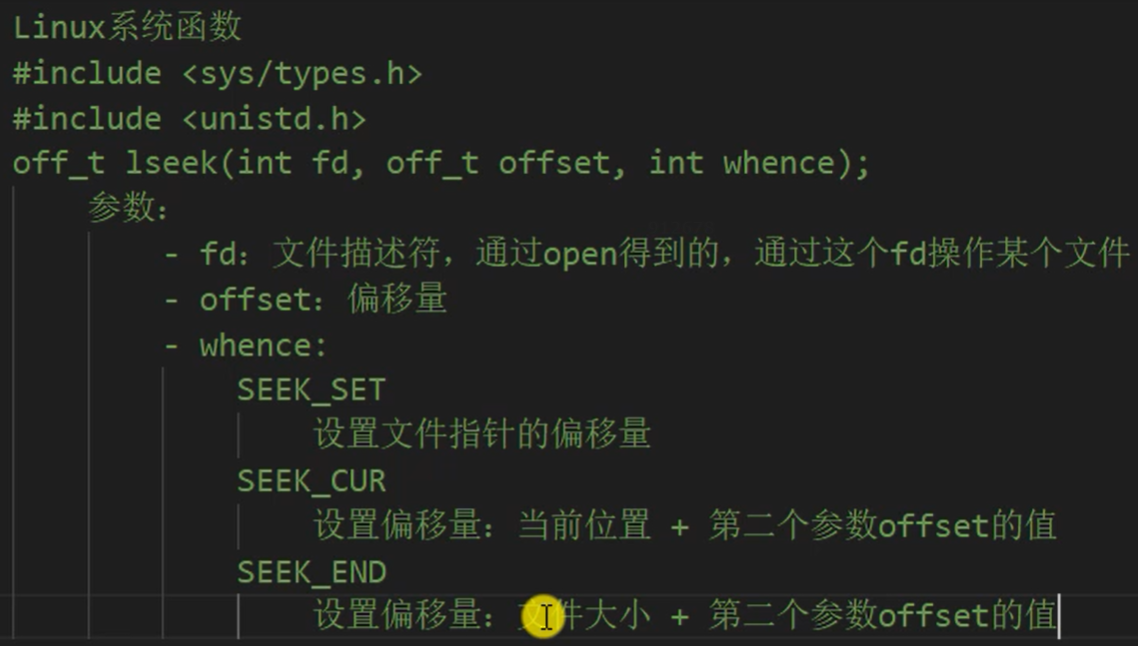 Linux系统函数
#include <sys/types.h>
#include <unistd.h>
off_t lseek(int fd, off_t offset, int whence);
参数：
- fd：文件描述符，通过open得到的，通过这个fd操作某个文件
- offset：偏移量
- whence:
SEEK_SET
设置文件指针的偏移量
SEEK_CUR
设置偏移量：当前位置 + 第二个参数offset的值
SEEK_END
设置偏移量：文件大小 + 第二个参数offset的值